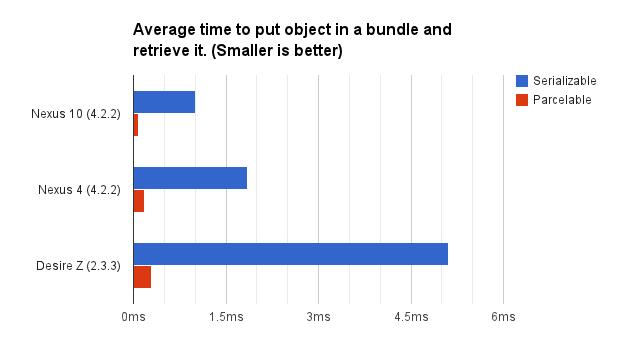 Average time to put object in a bundle and
retrieve it. (Smaller is better)
Serializable
Parcelable
Nexus 10 (4.2.2)
Nexus 4 (4.2.2)
Desire Z (2.3.3)
0ms 1.5ms 3ms 4.5ms 6ms